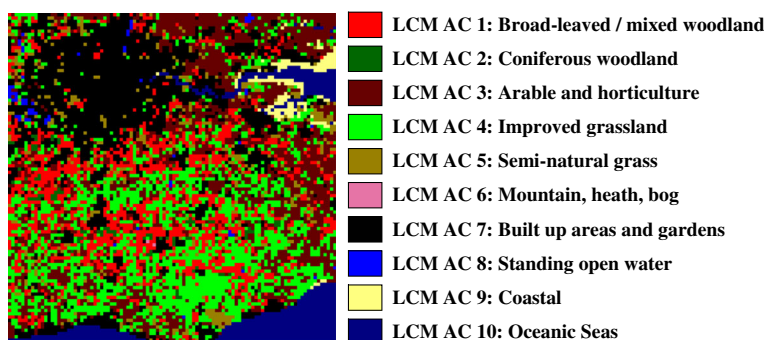 LCM AC 1: Broad-leaved / mixed woodland
LCM AC 2: Coniferous woodland
LCM AC 3: Arable and horticulture
LCM AC 4: Improved grassland
LCM AC 5: Semi-natural grass
LCM AC 6: Mountain, heath, bog
LCM AC 7: Built up areas and gardens
LCM AC 8: Standing open water
LCM AC 9: Coastal
LCM AC 10: Oceanic Seas